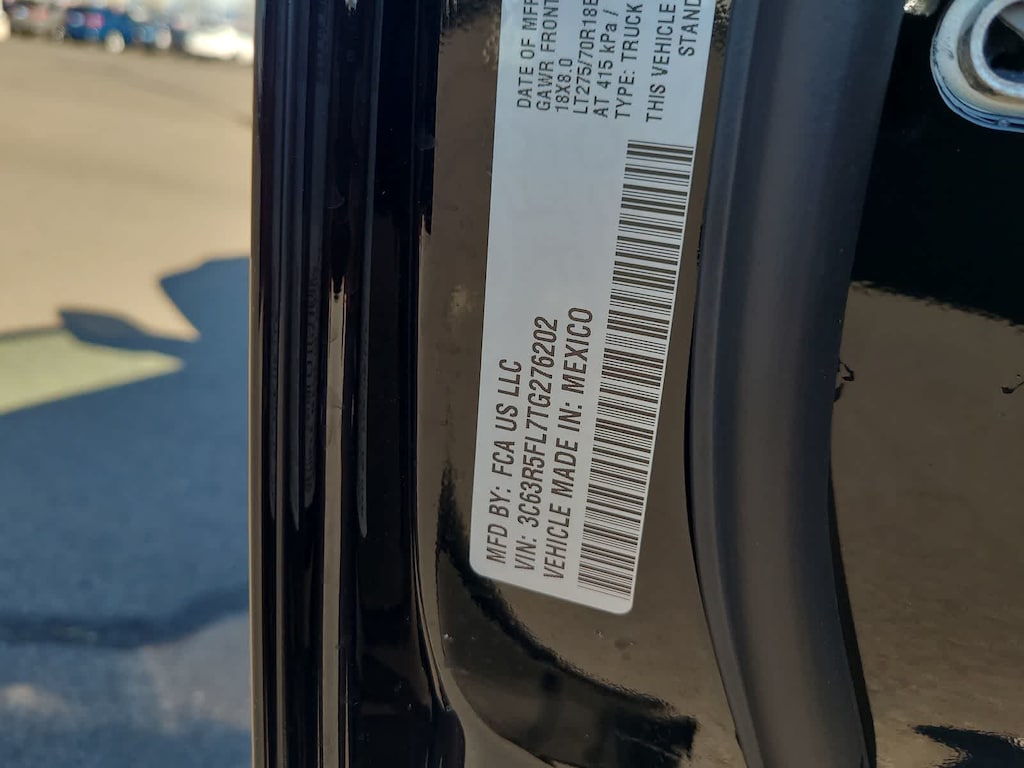 MFD BY: FCA US LLC
VIN: 3C63R5FL7TG276202
VEHICLE MADE IN: MEXICO
DATE OF MFR
GAWR FRONT
18X8.0
LT275/70R18E
AT 415 kPa /
TYPE: TRUCK
THIS VEHICLE
STAND